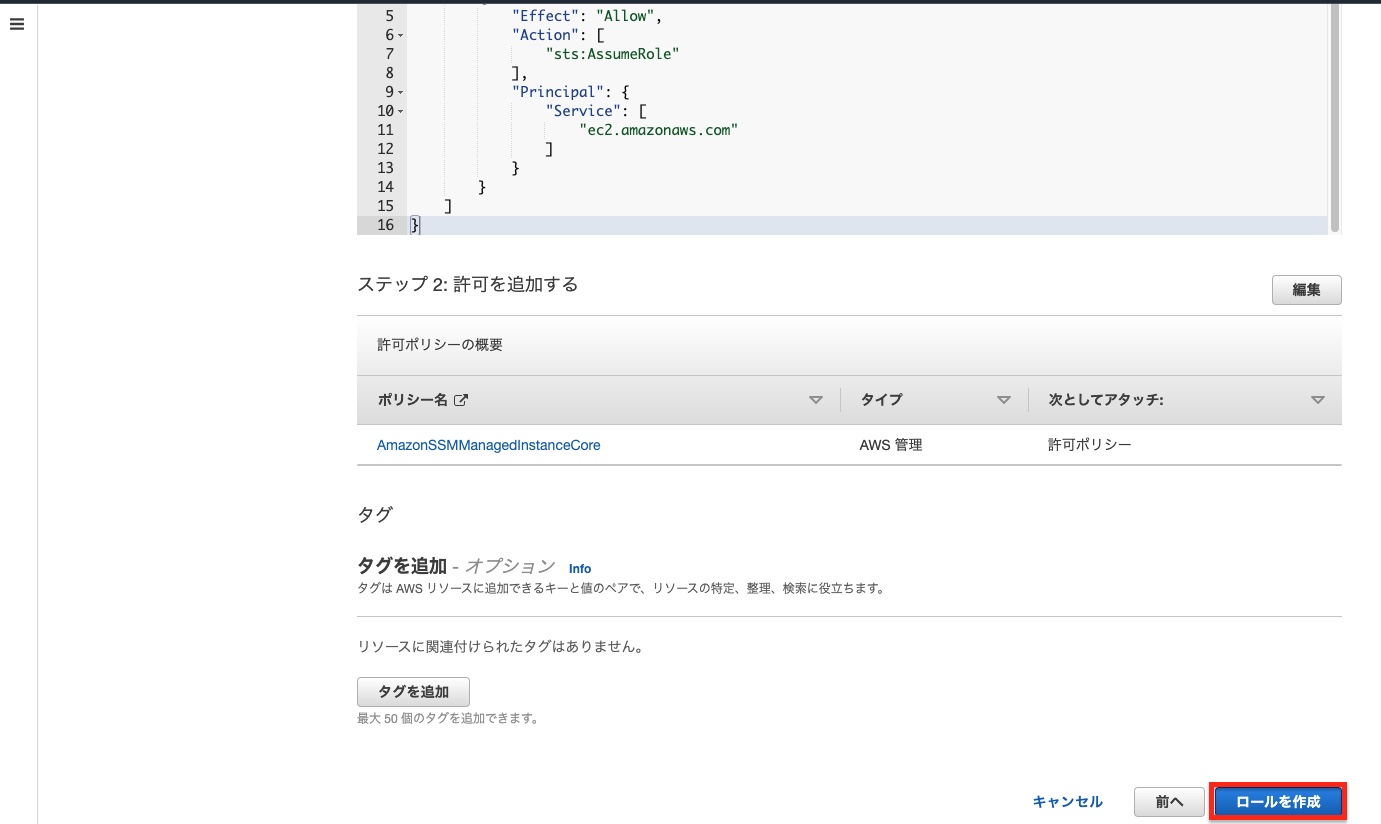 5 "Effect": "Allow",
6 "Action": [
7 "sts:AssumeRole"
8 ],
9 "Principal": {
10 "Service": [
11 "ec2.amazonaws.com"
12 ]
13 }
14 }
15 ]
16 }
ステップ 2: 許可を追加する
編集
許可ポリシーの概要
ポリシー名 タイプ 次としてアタッチ:
AmazonSSMManagedInstanceCore AWS 管理 許可ポリシー
タグ
タグを追加 - オプション Info
タグは AWS リソースに追加できるキーと値のペアで、リソースの特定、整理、検索に役立ちます。
リソースに関連付けられたタグはありません。
タグを追加
最大 50 個のタグを追加できます。
キャンセル 前へ ロールを作成